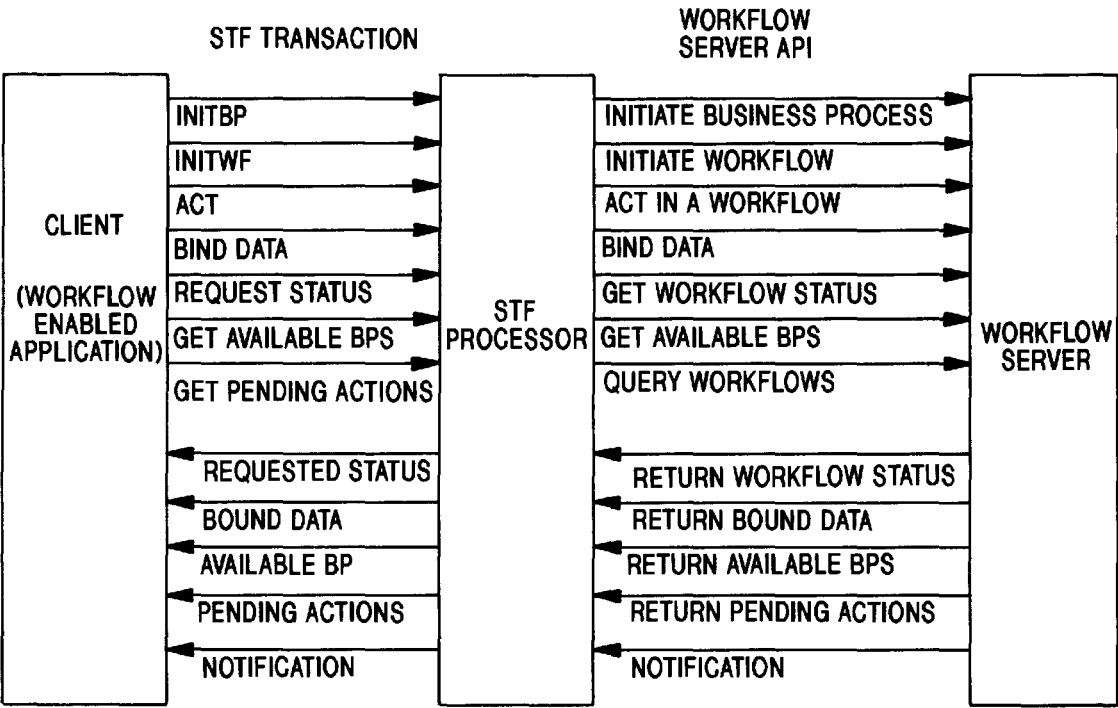 STF TRANSACTION
WORKFLOW
SERVER API
CLIENT
(WORKFLOW
ENABLED
APPLICATION)
INITBP
INITWF
ACT
BIND DATA
REQUEST STATUS
GET AVAILABLE BPS
GET PENDING ACTIONS
REQUESTED STATUS
BOUND DATA
AVAILABLE BP
PENDING ACTIONS
NOTIFICATION
STF
PROCESSOR
INITIATE BUSINESS PROCESS
INITIATE WORKFLOW
ACT IN A WORKFLOW
BIND DATA
GET WORKFLOW STATUS
GET AVAILABLE BPS
QUERY WORKFLOWS
RETURN WORKFLOW STATUS
RETURN BOUND DATA
RETURN AVAILABLE BPS
RETURN PENDING ACTIONS
NOTIFICATION
WORKFLOW
SERVER